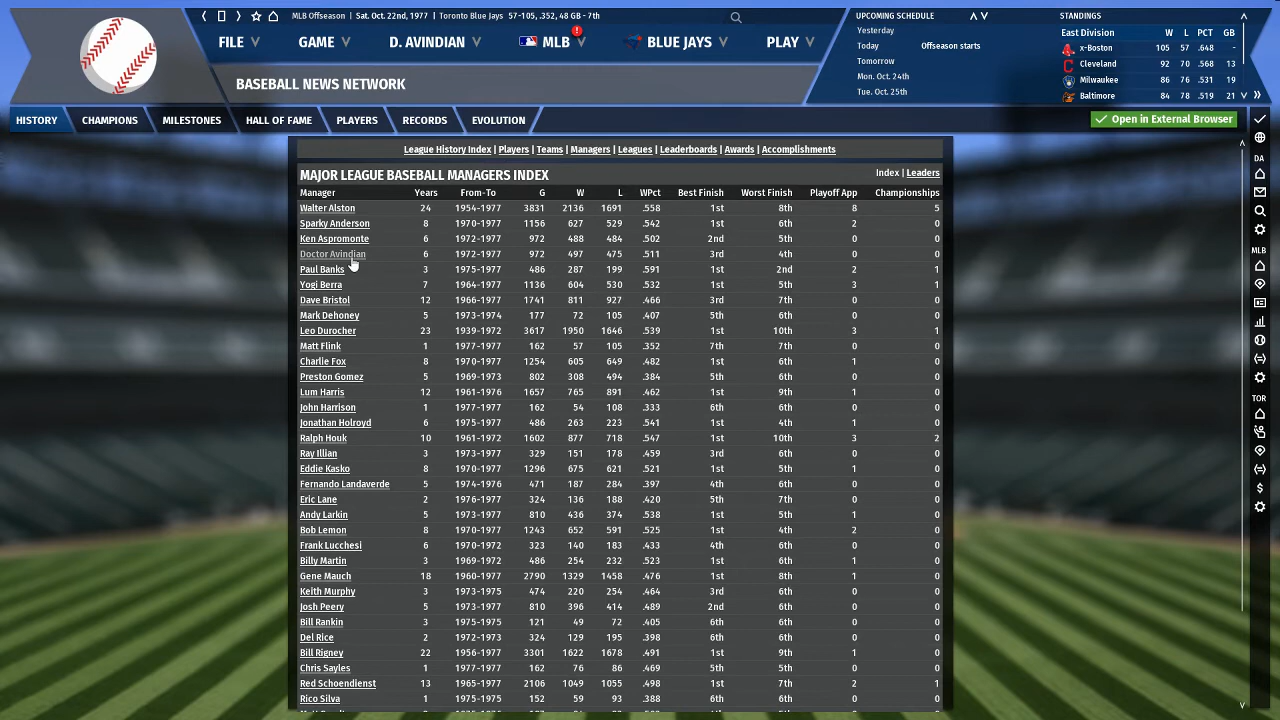 MLB Offseason | Sat. Oct. 22nd, 1977 | Toronto Blue Jays 57-105, .352, 48 GB - 7th
FILE GAME D. AVINDIAN MLB BLUE JAYS PLAY
BASEBALL NEWS NETWORK
UPCOMING SCHEDULE
Yesterday
Today Offseason starts
Tomorrow
Mon. Oct. 24th
Tue. Oct. 25th
STANDINGS
East Division W L PCT GB
x-Boston 105 57 .648 -
Cleveland 92 70 .568 13
Milwaukee 86 76 .531 19
Baltimore 84 78 .519 21
HISTORY CHAMPIONS MILESTONES HALL OF FAME PLAYERS RECORDS EVOLUTION
Open in External Browser
League History Index | Players | Teams | Managers | Leagues | Leaderboards | Awards | Accomplishments
MAJOR LEAGUE BASEBALL MANAGERS INDEX Index | Leaders
Manager Years From-To G W L WPct Best Finish Worst Finish Playoff App Championships
Walter Alston 24 1954-1977 3831 2136 1691 .558 1st 8th 8 5
Sparky Anderson 8 1970-1977 1156 627 529 .542 1st 6th 2 0
Ken Aspromonte 6 1972-1977 972 488 484 .502 2nd 5th 0 0
Doctor Avindian 6 1972-1977 972 497 475 .511 3rd 4th 0 0
Paul Banks 3 1975-1977 486 287 199 .591 1st 2nd 2 1
Yogi Berra 7 1964-1977 1136 604 530 .532 1st 5th 3 1
Dave Bristol 12 1966-1977 1741 811 927 .466 3rd 7th 0 0
Mark Dehoney 5 1973-1974 177 72 105 .407 5th 6th 0 0
Leo Durocher 23 1939-1972 3617 1950 1646 .539 1st 10th 3 1
Matt Flink 1 1977-1977 162 57 105 .352 7th 7th 0 0
Charlie Fox 8 1970-1977 1254 605 649 .482 1st 6th 1 0
Preston Gomez 5 1969-1973 802 308 494 .384 5th 6th 0 0
Lum Harris 12 1961-1976 1657 765 891 .462 1st 9th 1 0
John Harrison 1 1977-1977 162 54 108 .333 6th 6th 0 0
Jonathan Holroyd 6 1975-1977 486 263 223 .541 1st 4th 1 0
Ralph Houk 10 1961-1972 1602 877 718 .547 1st 10th 3 2
Ray Illian 3 1973-1977 329 151 178 .459 3rd 6th 0 0
Eddie Kasko 8 1970-1977 1296 675 621 .521 1st 5th 1 0
Fernando Landaverde 5 1974-1976 471 187 284 .397 4th 6th 0 0
Eric Lane 2 1976-1977 324 136 188 .420 5th 7th 0 0
Andy Larkin 5 1973-1977 810 436 374 .538 1st 5th 1 0
Bob Lemon 8 1970-1977 1243 652 591 .525 1st 4th 2 0
Frank Lucchesi 6 1970-1972 323 140 183 .433 4th 6th 0 0
Billy Martin 3 1969-1972 486 254 232 .523 1st 6th 1 0
Gene Mauch 18 1960-1977 2790 1329 1458 .476 1st 8th 1 0
Keith Murphy 3 1973-1975 474 220 254 .464 3rd 6th 0 0
Josh Peery 5 1973-1977 810 396 414 .489 2nd 6th 0 0
Bill Rankin 3 1975-1975 121 49 72 .405 6th 6th 0 0
Del Rice 2 1972-1973 324 129 195 .398 6th 6th 0 0
Bill Rigney 22 1956-1977 3301 1622 1678 .491 1st 9th 1 0
Chris Sayles 1 1977-1977 162 76 86 .469 5th 5th 0 0
Red Schoendienst 13 1965-1977 2106 1049 1055 .498 1st 7th 2 1
Rico Silva 1 1975-1975 152 59 93 .388 6th 6th 0 0
DA
MLB
TOR